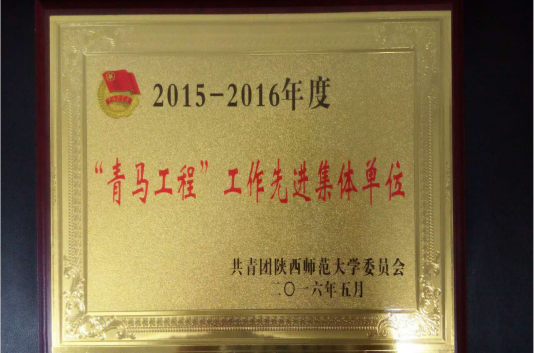 2015-2016年度
“青马工程”工作先进集体单位
共青团陕西师范大学委员会
二〇一六年五月